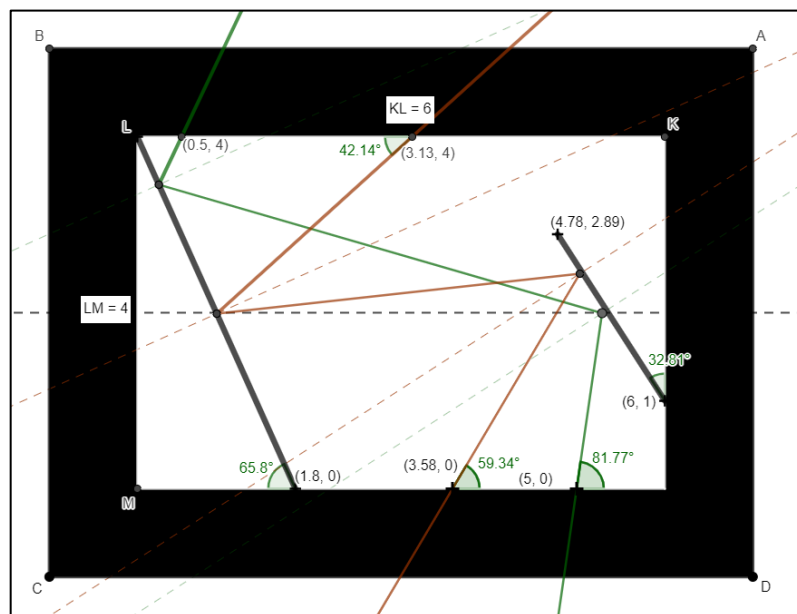 B
A
KL = 6
L
K
(0.5, 4)
42.14°
(3.13, 4)
(4.78, 2.89)
LM = 4
32.81°
(6, 1)
65.8°
(1.8, 0)
(3.58, 0)
59.34°
(5, 0)
81.77°
M
C
D